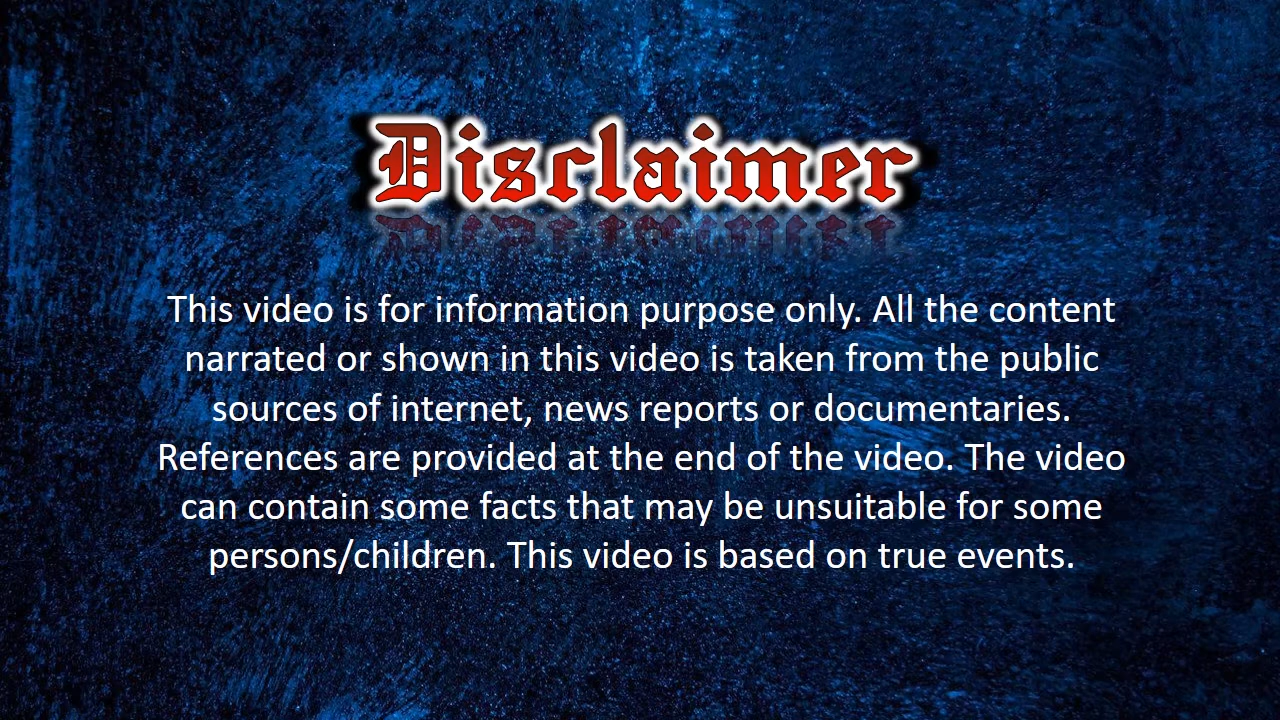 Disclaimer
This video is for information purpose only. All the content
narrated or shown in this video is taken from the public
sources of internet, news reports or documentaries.
References are provided at the end of the video. The video
can contain some facts that may be unsuitable for some
persons/children. This video is based on true events.